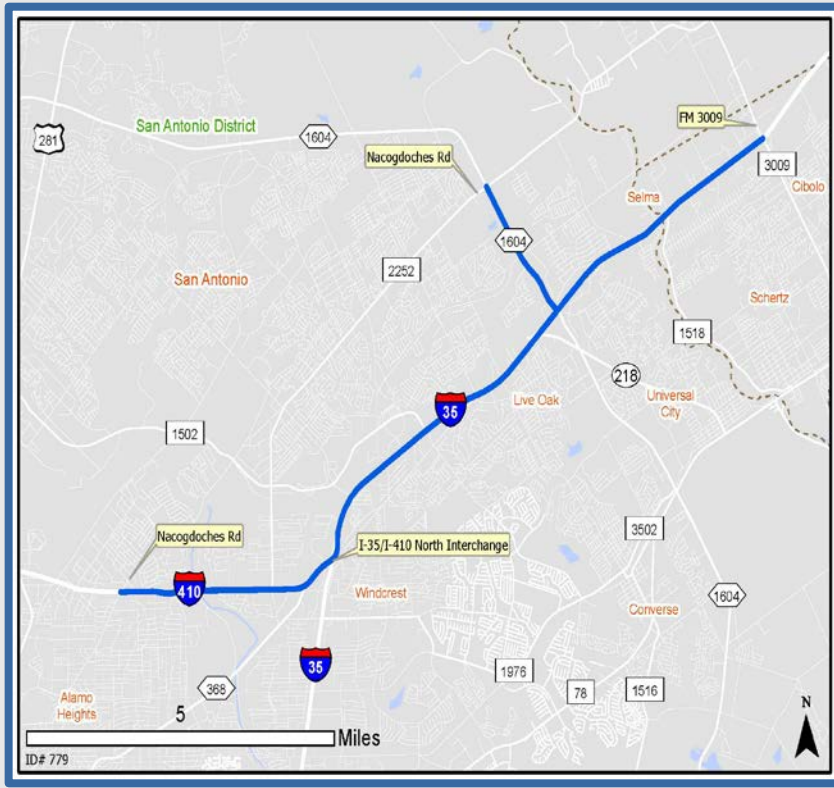 FM 3009
San Antonio District
281
1604
Nacogdoches Rd
3009
Cibolo
Selma
1604
2252
San Antonio
Schertz
1518
218
Live Oak
Universal
City
35
1502
3502
Nacogdoches Rd
I-35/I-410 North Interchange
410
Windcrest
1604
Converse
35
1976
368
78
1516
Alamo
Heights
5
N
Miles
ID# 779